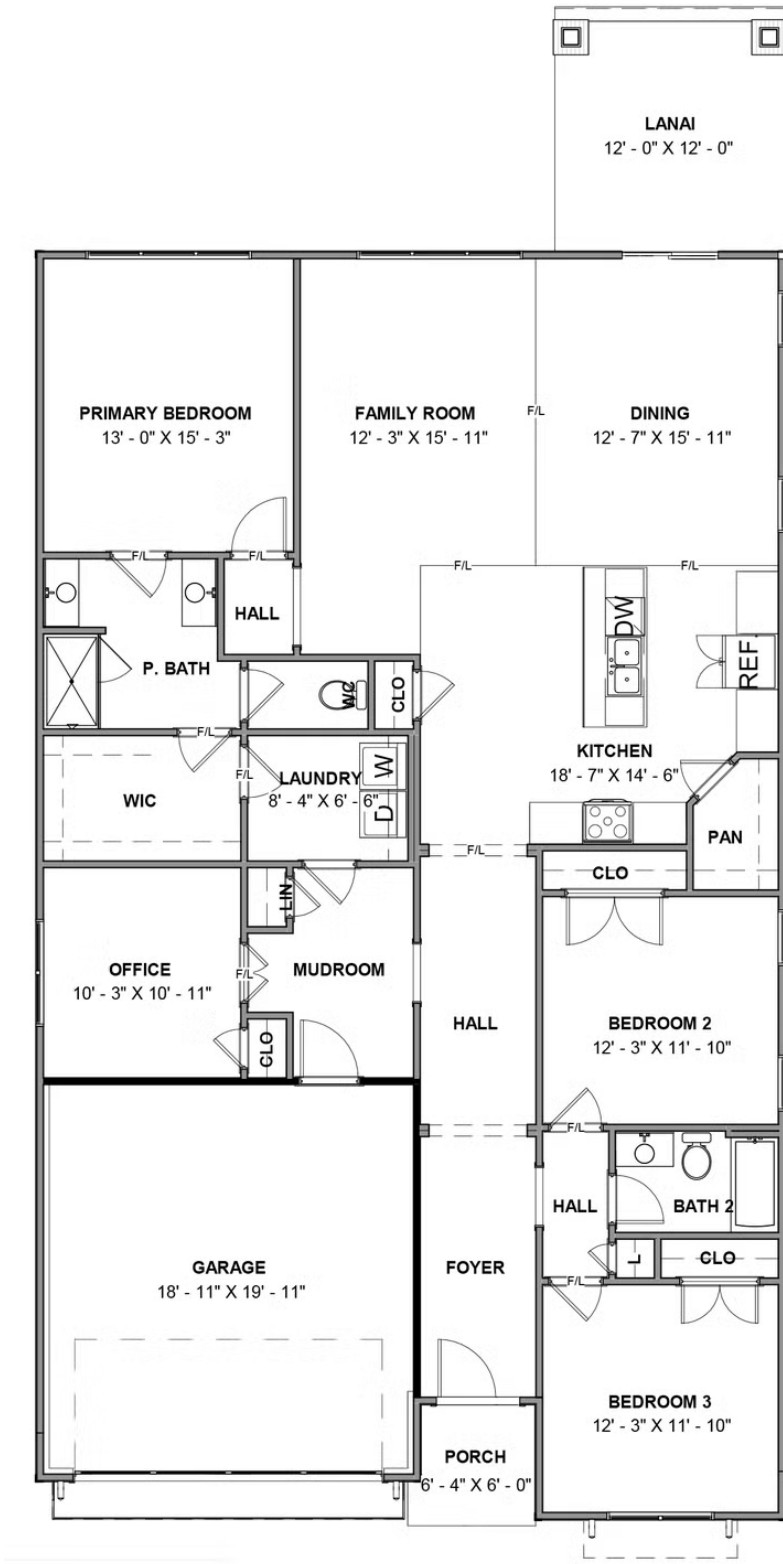 LANAI
12' - 0" X 12' - 0"
PRIMARY BEDROOM
13' - 0" X 15' - 3"
FAMILY ROOM
12' - 3" X 15' - 11"
F/L
DINING
12' - 7" X 15' - 11"
F/L
F/L
F/L
F/L
HALL
DW
REF
P. BATH
WC
CLO
F/L
KITCHEN
18' - 7" X 14' - 6"
WIC
F/L
LAUNDRY
8' - 4" X 6' - 6"
W
D
PAN
F/L
CLO
LIN
OFFICE
10' - 3" X 10' - 11"
F/L
MUDROOM
CLO
HALL
BEDROOM 2
12' - 3" X 11' - 10"
F/L
HALL
BATH 2
L
CLO
F/L
GARAGE
18' - 11" X 19' - 11"
FOYER
BEDROOM 3
12' - 3" X 11' - 10"
PORCH
6' - 4" X 6' - 0"